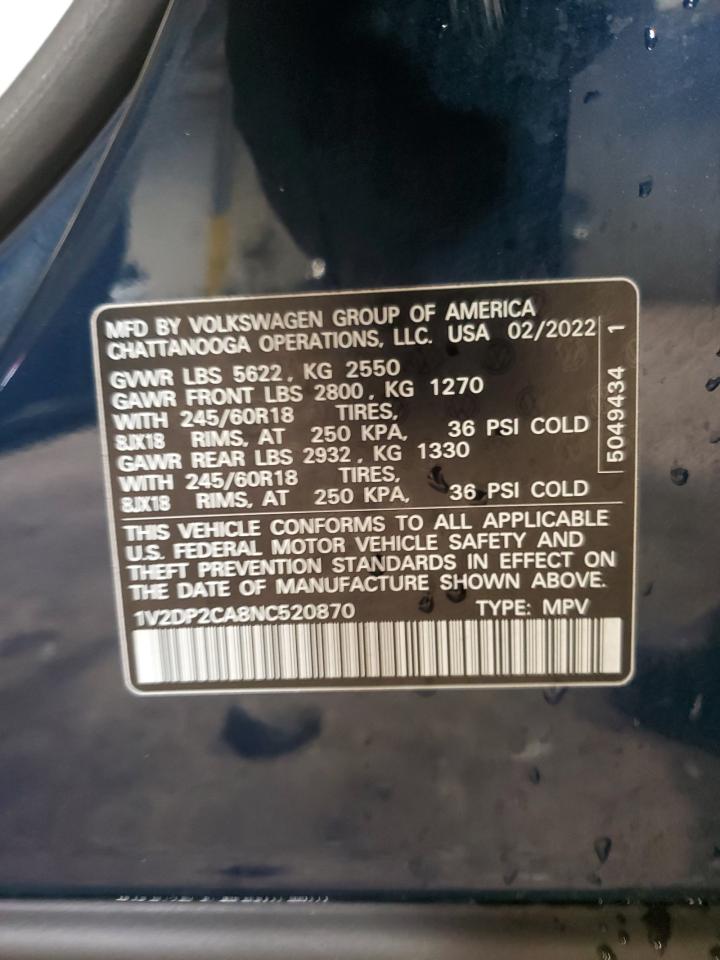 MFD BY VOLKSWAGEN GROUP OF AMERICA
CHATTANOOGA OPERATIONS, LLC. USA 02/2022
GVWR LBS 5622, KG 2550
GAWR FRONT LBS 2800, KG 1270
WITH 245/60R18 TIRES,
8JX18 RIMS, AT 250 KPA, 36 PSI COLD
GAWR REAR LBS 2932, KG 1330
WITH 245/60R18 TIRES,
8JX18 RIMS, AT 250 KPA, 36 PSI COLD
5049434 1
THIS VEHICLE CONFORMS TO ALL APPLICABLE
U.S. FEDERAL MOTOR VEHICLE SAFETY AND
THEFT PREVENTION STANDARDS IN EFFECT ON
THE DATE OF MANUFACTURE SHOWN ABOVE.
1V2DP2CA8NC520870 TYPE: MPV